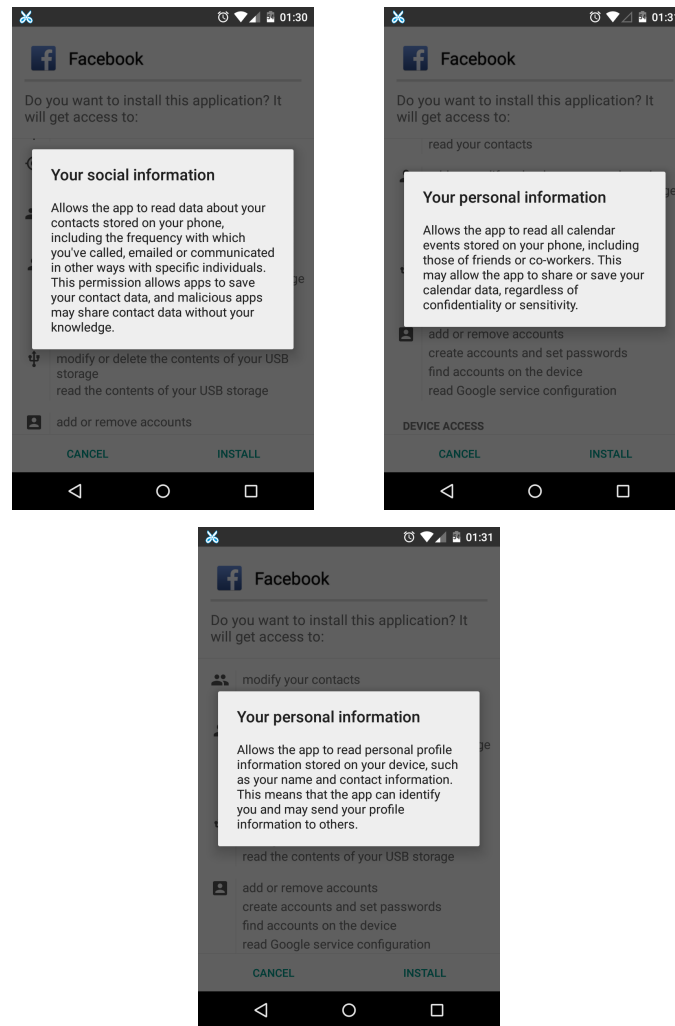 01:30
Facebook
Do you want to install this application? It
will get access to:
Your social information
Allows the app to read data about your
contacts stored on your phone,
including the frequency with which
you've called, emailed or communicated
in other ways with specific individuals.
This permission allows apps to save
your contact data, and malicious apps
may share contact data without your
knowledge.
modify or delete the contents of your USB
storage
read the contents of your USB storage
add or remove accounts
CANCEL INSTALL
01:31
Facebook
Do you want to install this application? It
will get access to:
read your contacts
Your personal information
Allows the app to read all calendar
events stored on your phone, including
those of friends or co-workers. This
may allow the app to share or save your
calendar data, regardless of
confidentiality or sensitivity.
add or remove accounts
create accounts and set passwords
find accounts on the device
read Google service configuration
DEVICE ACCESS
CANCEL INSTALL
01:31
Facebook
Do you want to install this application? It
will get access to:
modify your contacts
Your personal information
Allows the app to read personal profile
information stored on your device, such
as your name and contact information.
This means that the app can identify
you and may send your profile
information to others.
read the contents of your USB storage
add or remove accounts
create accounts and set passwords
find accounts on the device
read Google service configuration
CANCEL INSTALL